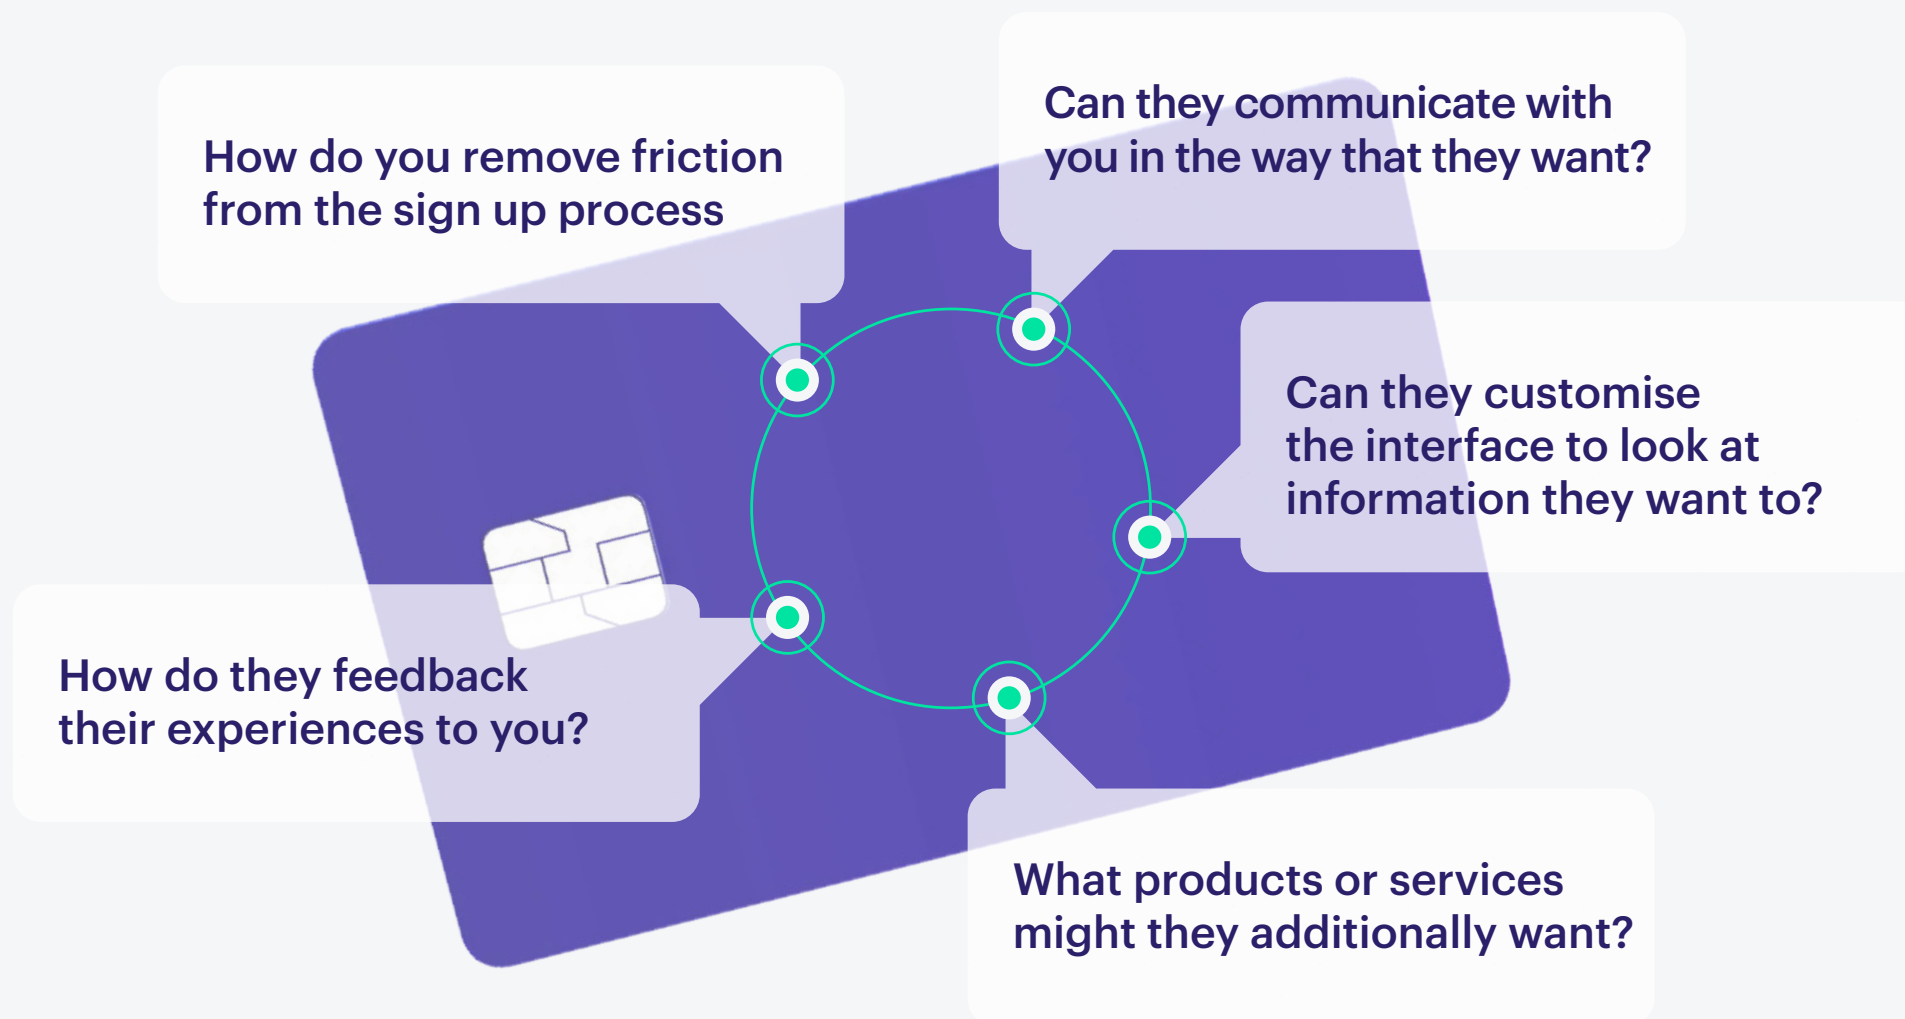 How do you remove friction
from the sign up process
Can they communicate with
you in the way that they want?
Can they customise
the interface to look at
information they want to?
How do they feedback
their experiences to you?
What products or services
might they additionally want?